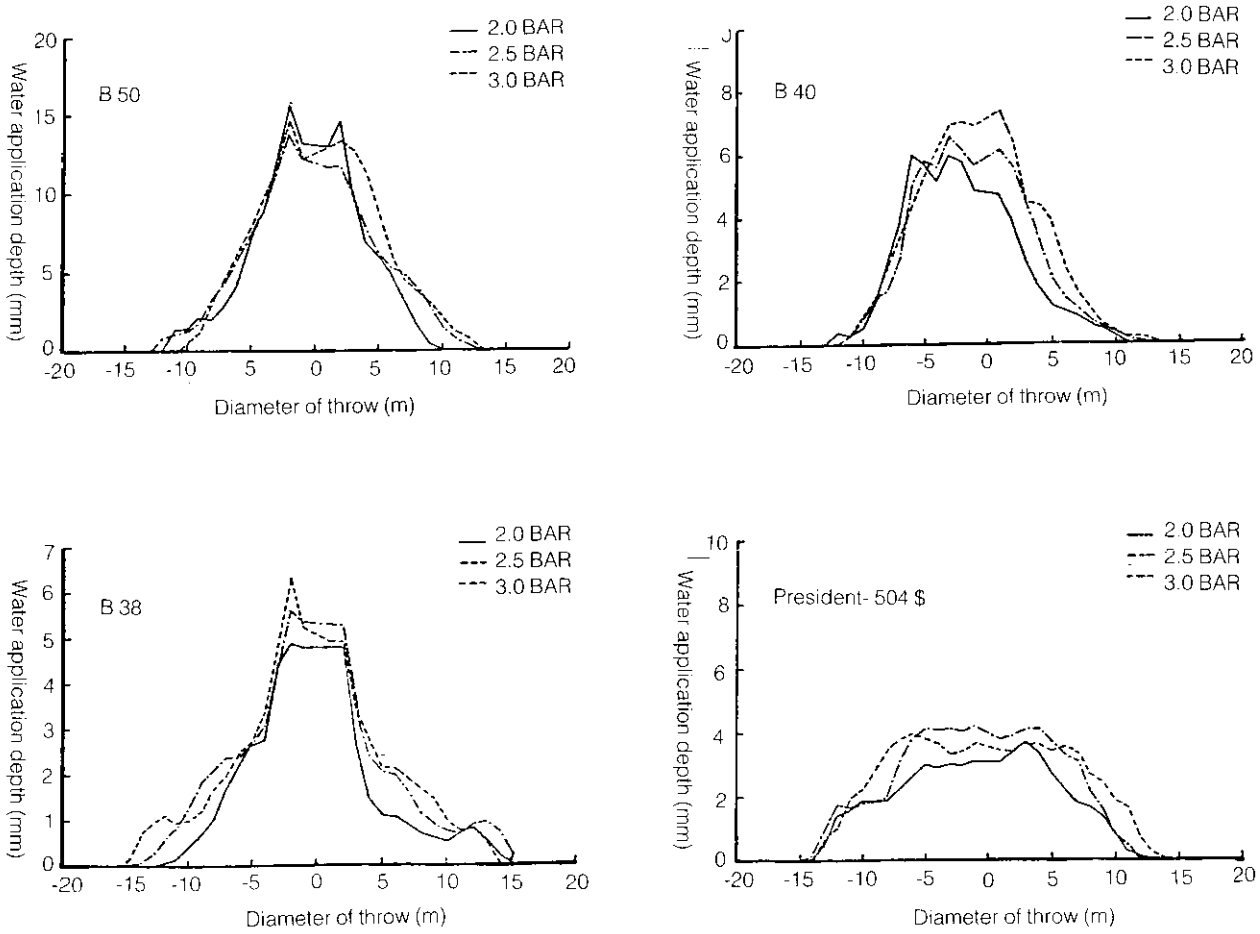 2.0 BAR
2.5 BAR
3.0 BAR
B 50
Water application depth (mm)
20
15
10
5
0
-20 -15 -10 -5 0 5 10 15 20
Diameter of throw (m)
2.0 BAR
2.5 BAR
3.0 BAR
B 40
Water application depth (mm)
8
6
4
2
0
-20 -15 -10 -5 0 5 10 15 20
Diameter of throw (m)
2.0 BAR
2.5 BAR
3.0 BAR
B 38
Water application depth (mm)
7
6
5
4
3
2
1
0
-20 -15 -10 -5 0 5 10 15 20
Diameter of throw (m)
2.0 BAR
2.5 BAR
3.0 BAR
President- 504 $
Water application depth (mm)
10
8
6
4
2
0
-20 -15 -10 -5 0 5 10 15 20
Diameter of throw (m)